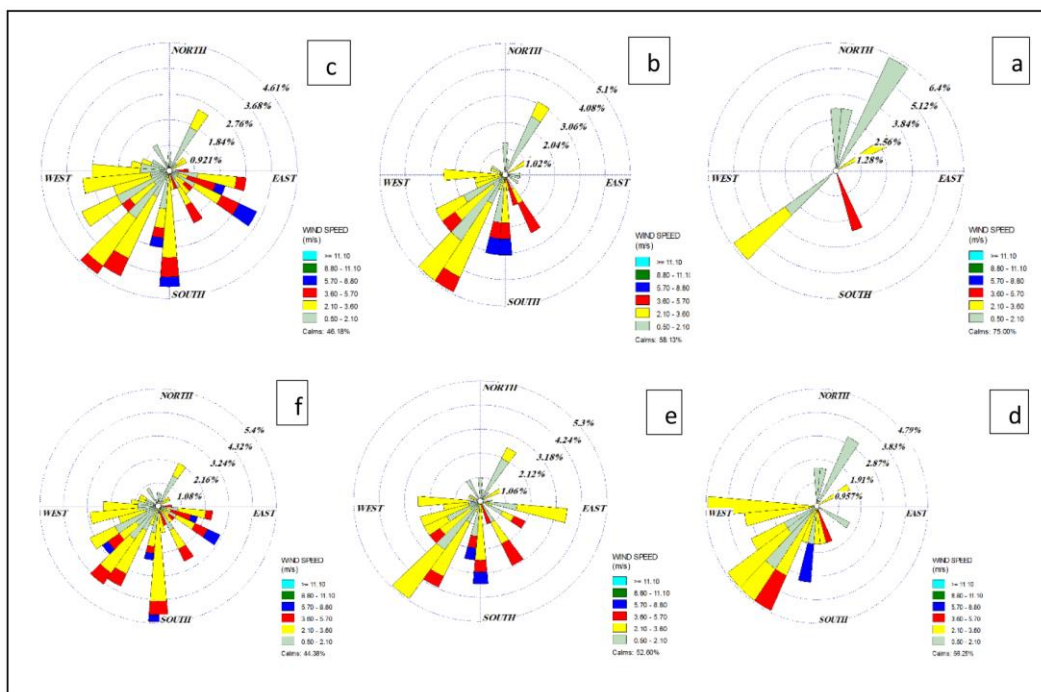 c
NORTH
4.61%
3.68%
2.76%
1.84%
0.921%
WEST
EAST
SOUTH
WIND SPEED
(m/s)
>= 11.10
8.80 - 11.10
5.70 - 8.80
3.60 - 5.70
2.10 - 3.60
0.50 - 2.10
Calms: 46.18%
b
NORTH
5.1%
4.08%
3.06%
2.04%
1.02%
WEST
EAST
SOUTH
WIND SPEED
(m/s)
>= 11.10
8.80 - 11.10
5.70 - 8.80
3.60 - 5.70
2.10 - 3.60
0.50 - 2.10
Calms: 58.13%
a
NORTH
6.4%
5.12%
3.84%
2.56%
1.28%
WEST
EAST
SOUTH
WIND SPEED
(m/s)
>= 11.10
8.80 - 11.10
5.70 - 8.80
3.60 - 5.70
2.10 - 3.60
0.50 - 2.10
Calms: 75.00%
f
NORTH
5.4%
4.32%
3.24%
2.16%
1.08%
WEST
EAST
SOUTH
WIND SPEED
(m/s)
>= 11.10
8.80 - 11.10
5.70 - 8.80
3.60 - 5.70
2.10 - 3.60
0.50 - 2.10
Calms: 44.38%
e
NORTH
5.3%
4.24%
3.18%
2.12%
1.06%
WEST
EAST
SOUTH
WIND SPEED
(m/s)
>= 11.10
8.80 - 11.10
5.70 - 8.80
3.60 - 5.70
2.10 - 3.60
0.50 - 2.10
Calms: 52.60%
d
NORTH
4.79%
3.83%
2.87%
1.91%
0.957%
WEST
EAST
SOUTH
WIND SPEED
(m/s)
>= 11.10
8.80 - 11.10
5.70 - 8.80
3.60 - 5.70
2.10 - 3.60
0.50 - 2.10
Calms: 56.25%